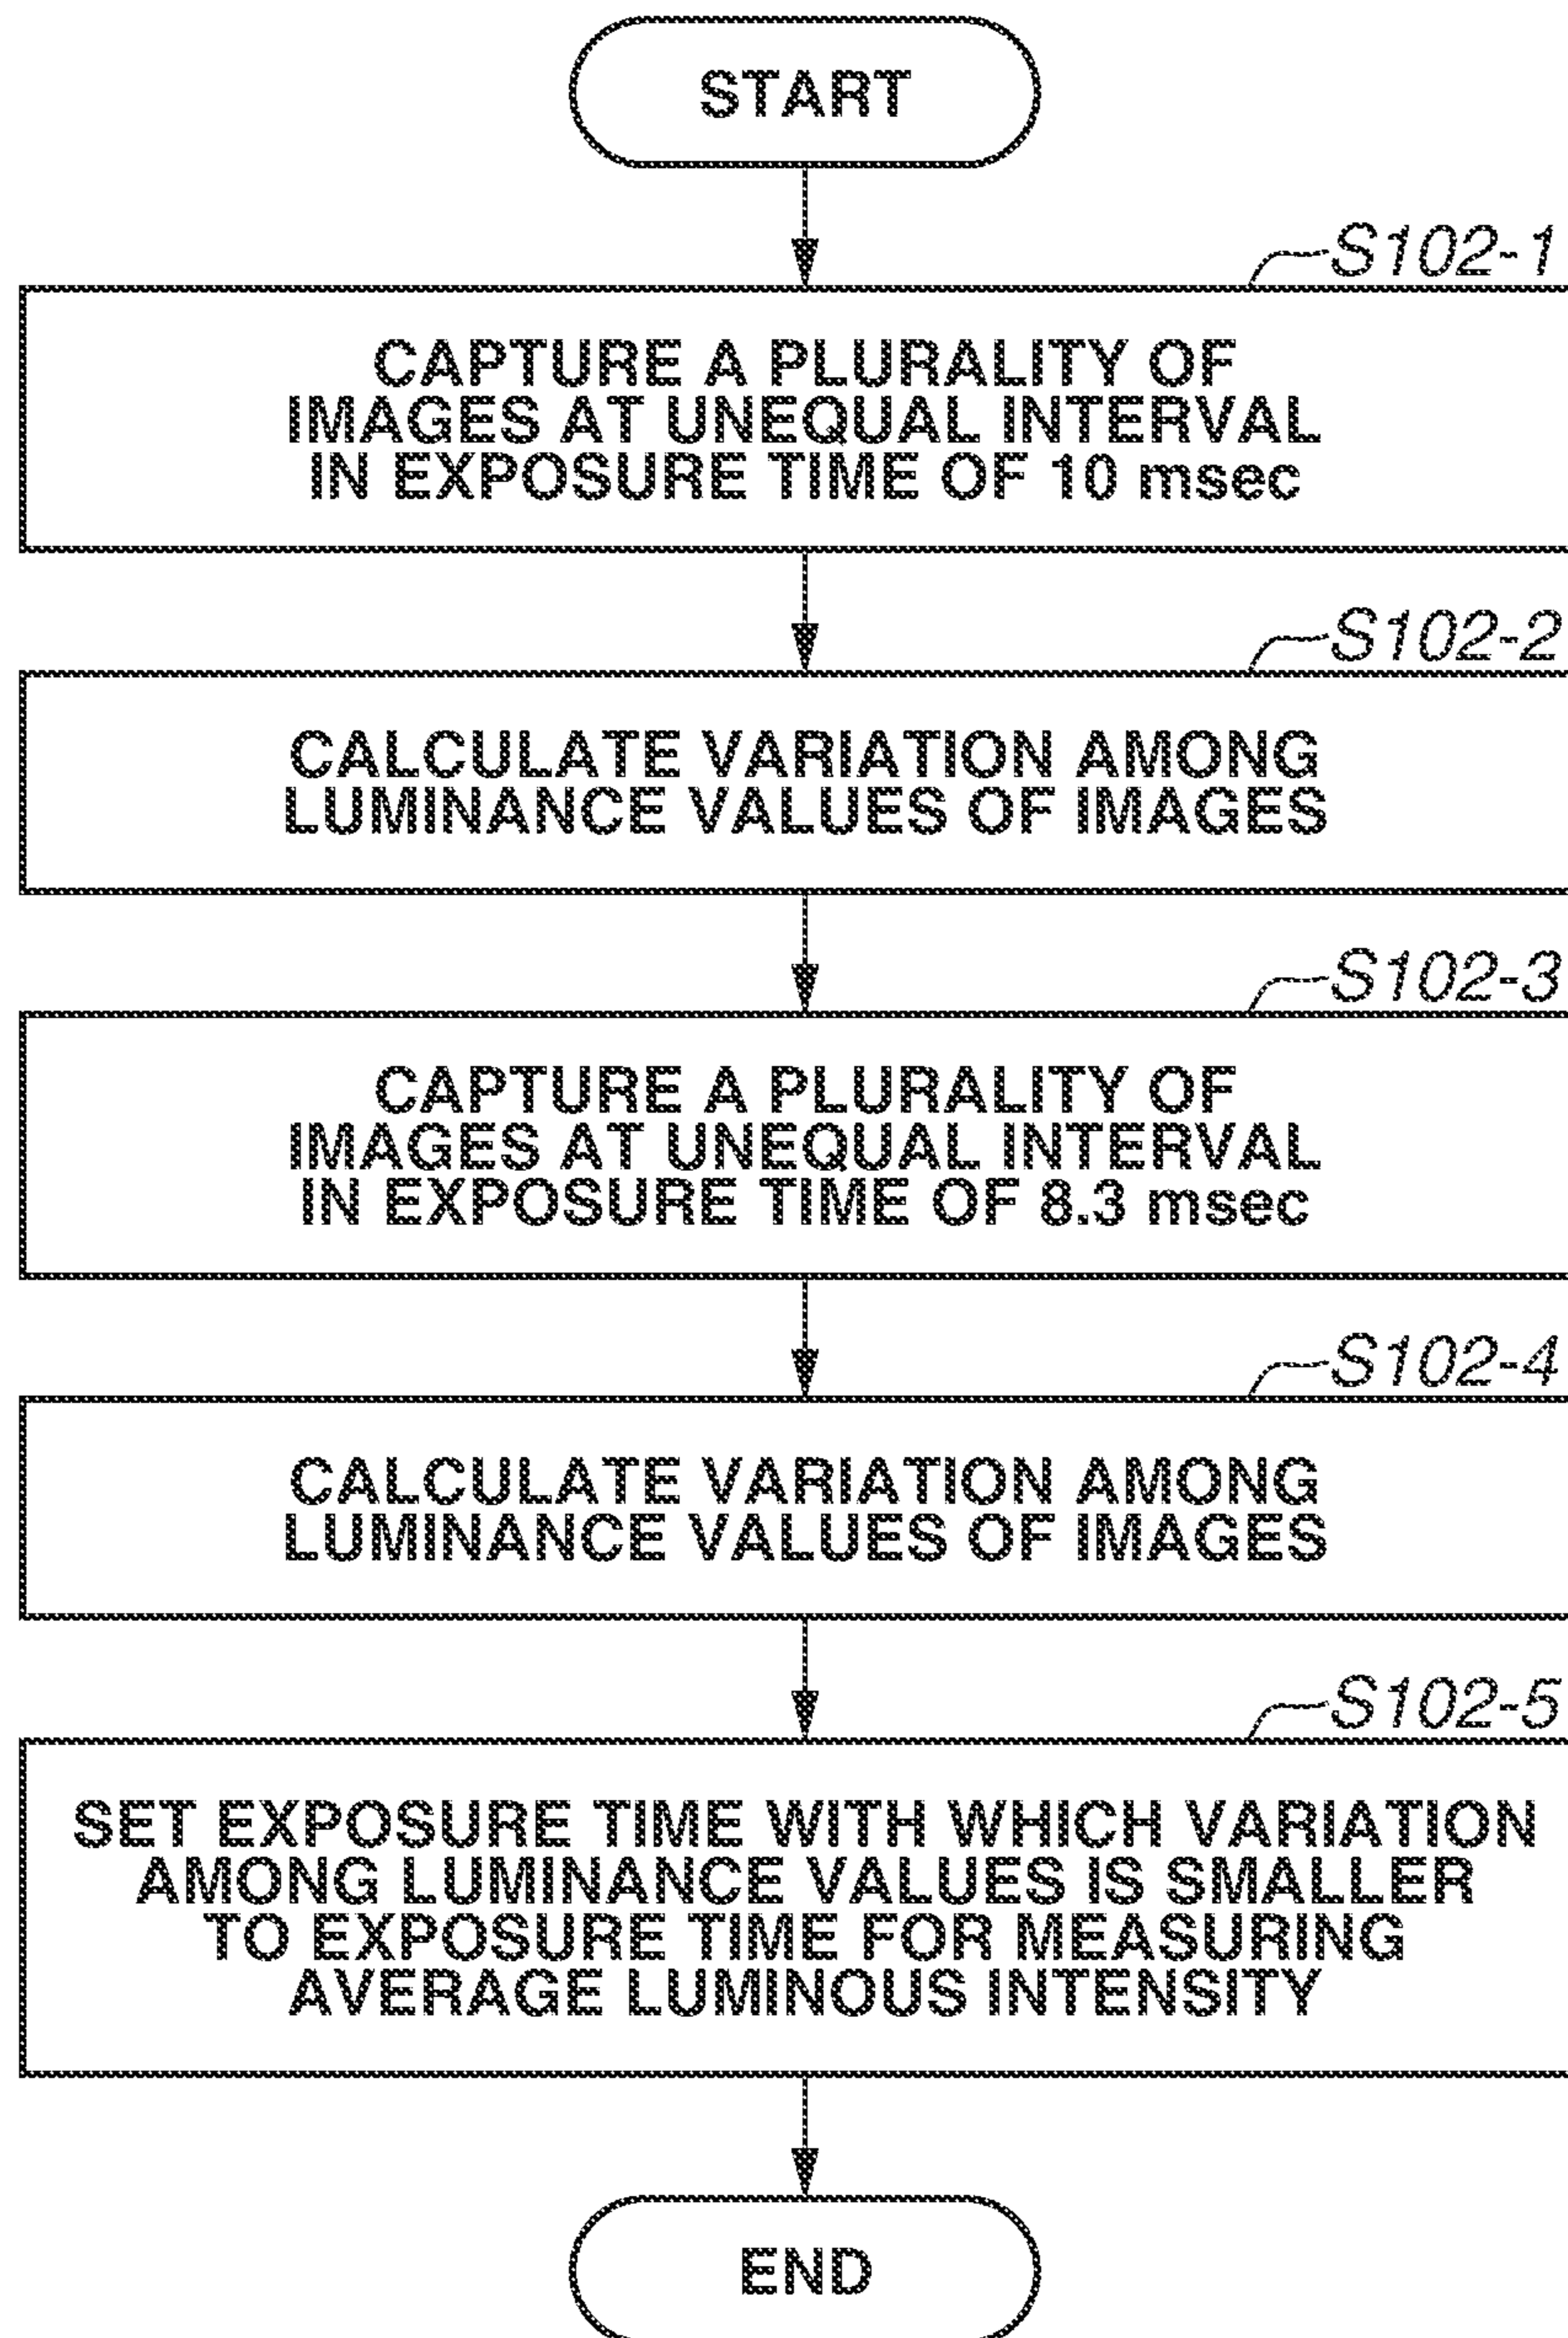 START
S102-1
CAPTURE A PLURALITY OF
IMAGES AT UNEQUAL INTERVAL
IN EXPOSURE TIME OF 10 msec
S102-2
CALCULATE VARIATION AMONG
LUMINANCE VALUES OF IMAGES
S102-3
CAPTURE A PLURALITY OF
IMAGES AT UNEQUAL INTERVAL
IN EXPOSURE TIME OF 8.3 msec
S102-4
CALCULATE VARIATION AMONG
LUMINANCE VALUES OF IMAGES
S102-5
SET EXPOSURE TIME WITH WHICH VARIATION
AMONG LUMINANCE VALUES IS SMALLER
TO EXPOSURE TIME FOR MEASURING
AVERAGE LUMINOUS INTENSITY
END